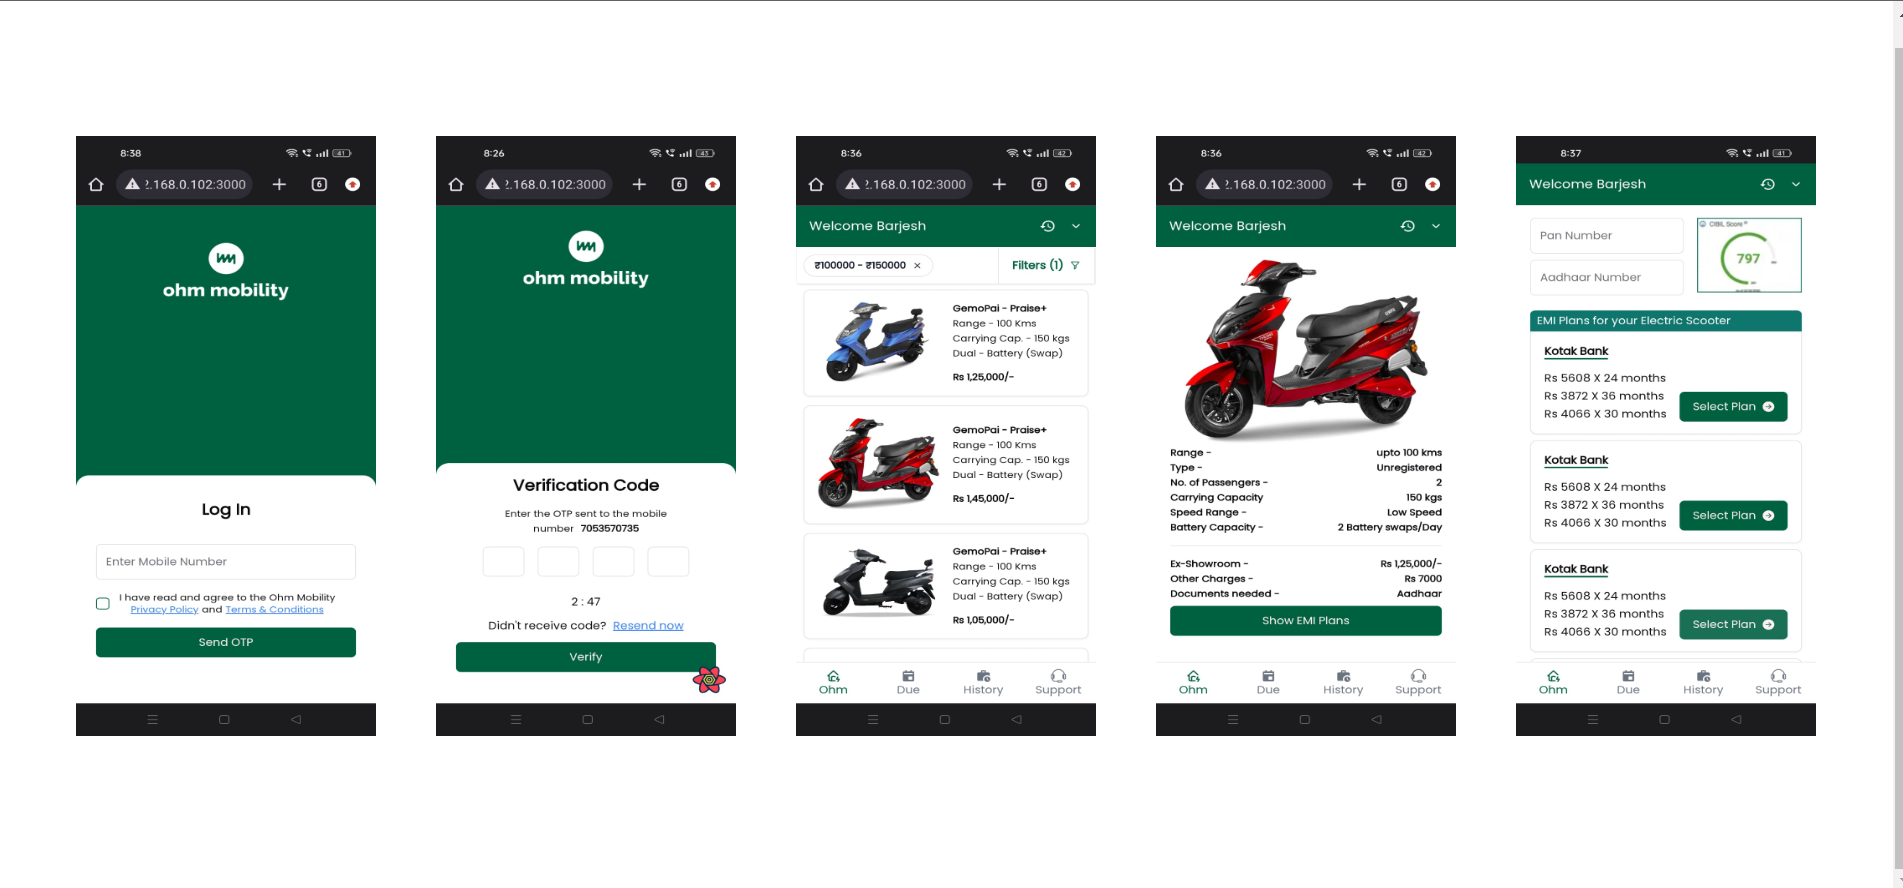 8:38
41
2.168.0.102:3000
6
ohm mobility
Log In
Enter Mobile Number
I have read and agree to the Ohm Mobility
Privacy Policy and Terms & Conditions
Send OTP
8:26
43
2.168.0.102:3000
6
ohm mobility
Verification Code
Enter the OTP sent to the mobile
number 7053570735
2 : 47
Didn't receive code? Resend now
Verify
8:36
42
2.168.0.102:3000
6
Welcome Barjesh
₹100000 - ₹150000 ×
Filters (1)
GemoPai - Praise+
Range - 100 Kms
Carrying Cap. - 150 kgs
Dual - Battery (Swap)
Rs 1,25,000/-
GemoPai - Praise+
Range - 100 Kms
Carrying Cap. - 150 kgs
Dual - Battery (Swap)
Rs 1,45,000/-
GemoPai - Praise+
Range - 100 Kms
Carrying Cap. - 150 kgs
Dual - Battery (Swap)
Rs 1,05,000/-
Ohm Due History Support
8:36
42
2.168.0.102:3000
6
Welcome Barjesh
Range - upto 100 kms
Type - Unregistered
No. of Passengers - 2
Carrying Capacity 150 kgs
Speed Range - Low Speed
Battery Capacity - 2 Battery swaps/Day
Ex-Showroom - Rs 1,25,000/-
Other Charges - Rs 7000
Documents needed - Aadhaar
Show EMI Plans
Ohm Due History Support
8:37
41
Welcome Barjesh
Pan Number
Aadhaar Number
CIBIL Score
797
EMI Plans for your Electric Scooter
Kotak Bank
Rs 5608 X 24 months
Rs 3872 X 36 months
Rs 4066 X 30 months
Select Plan
Kotak Bank
Rs 5608 X 24 months
Rs 3872 X 36 months
Rs 4066 X 30 months
Select Plan
Kotak Bank
Rs 5608 X 24 months
Rs 3872 X 36 months
Rs 4066 X 30 months
Select Plan
Ohm Due History Support